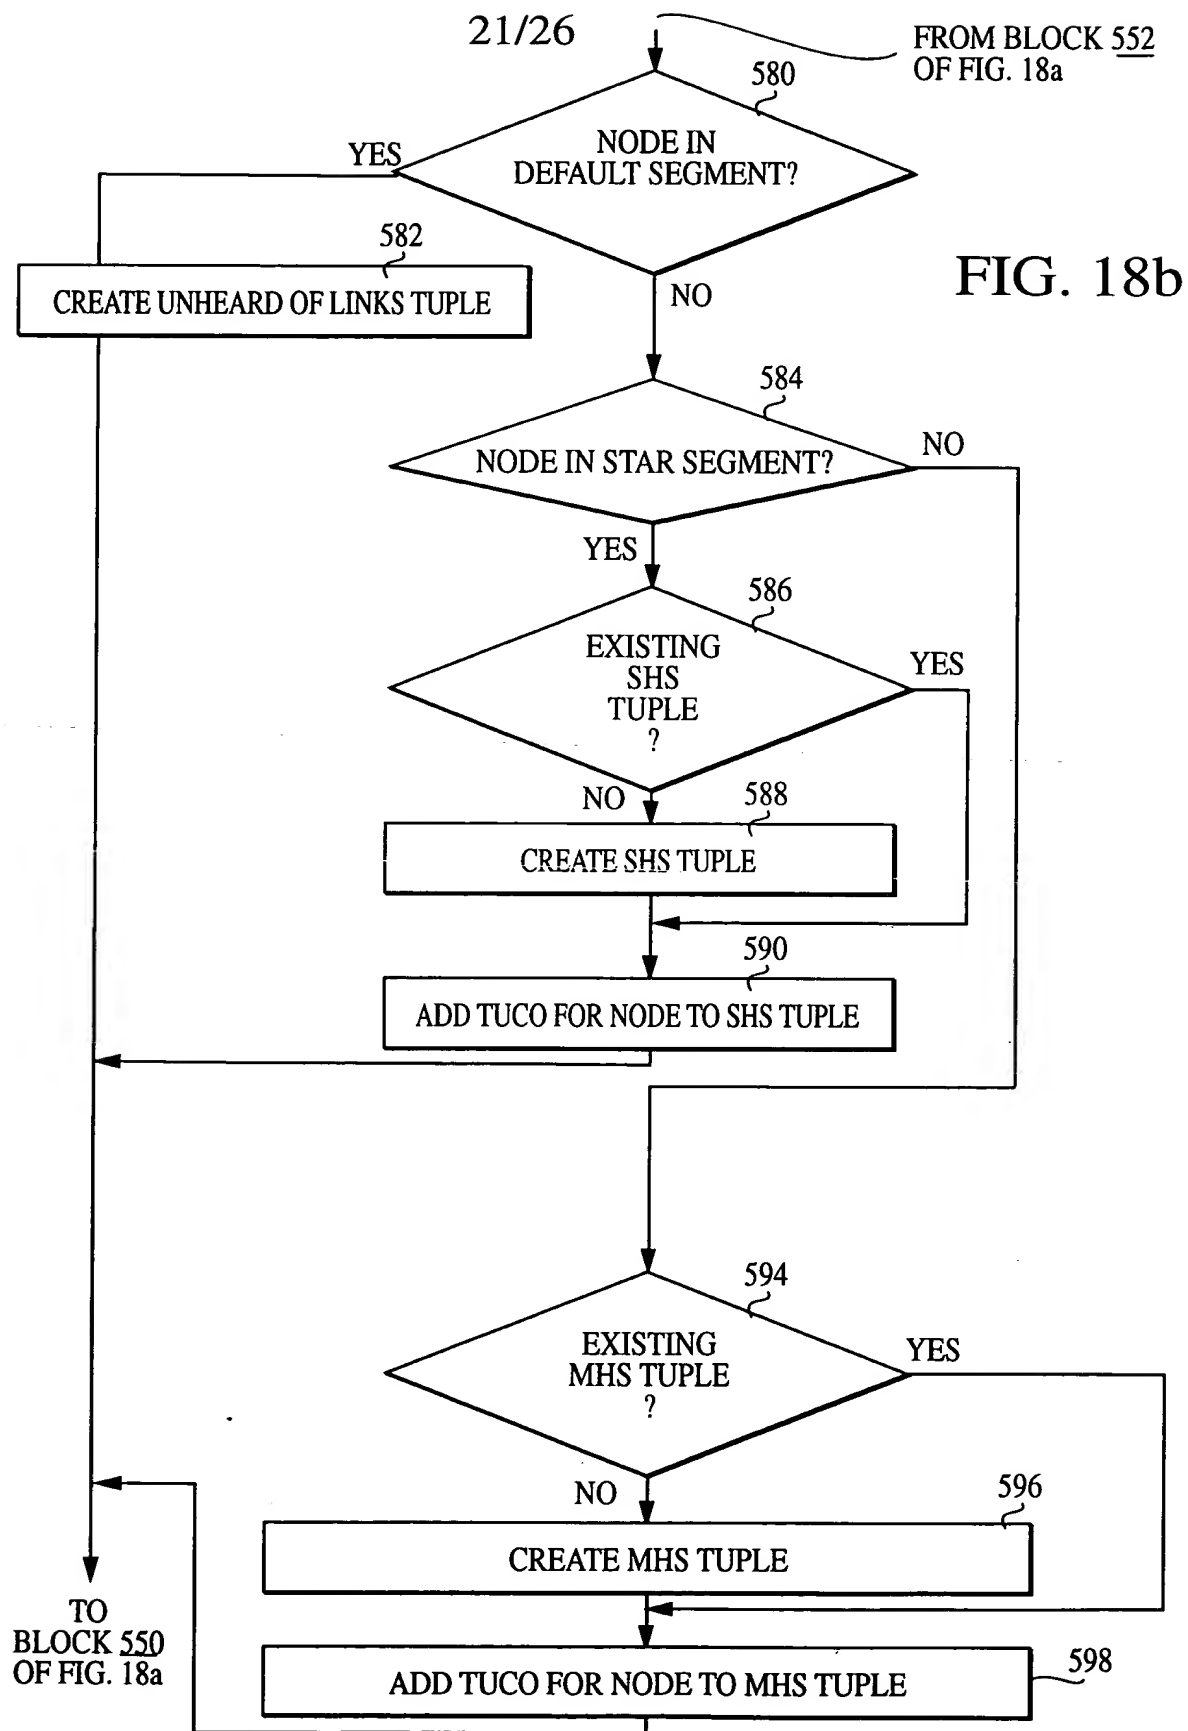 21/26
FROM BLOCK 552
OF FIG. 18a
580
NODE IN
DEFAULT SEGMENT?
YES
582
CREATE UNHEARD OF LINKS TUPLE
NO
FIG. 18b
584
NODE IN STAR SEGMENT?
NO
YES
586
EXISTING
SHS
TUPLE
?
YES
NO
588
CREATE SHS TUPLE
590
ADD TUCO FOR NODE TO SHS TUPLE
594
EXISTING
MHS TUPLE
?
YES
NO
596
CREATE MHS TUPLE
TO
BLOCK 550
OF FIG. 18a
ADD TUCO FOR NODE TO MHS TUPLE
598